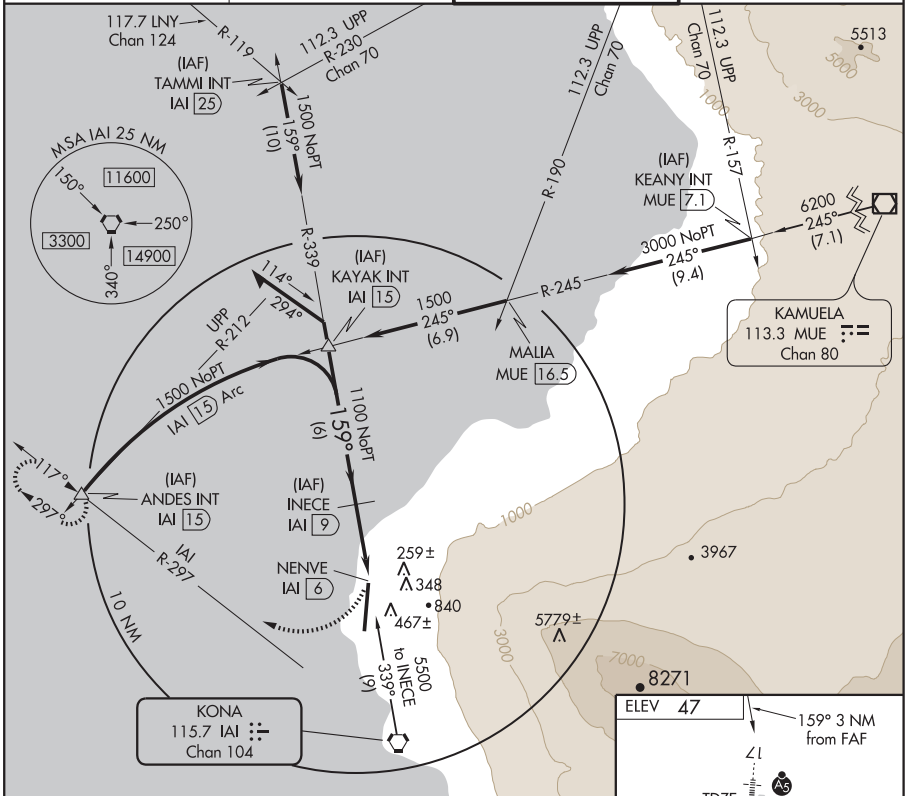 117.7 LNY
Chan 124
R-119
112.3 UPP
R-230
Chan 70
(IAF)
TAMMI INT
IAI 25
1500 NoPT
159°
(10)
112.3 UPP
Chan 70
R-190
112.3 UPP
Chan 70
R-157
1000
5513
5000
3000
MSA IAI 25 NM
150°
11600
250°
3300
14900
340°
(IAF)
KEANY INT
MUE 7.1
6200
245°
(7.1)
3000 NoPT
245°
(9.4)
R-339
(IAF)
KAYAK INT
IAI 15
114°
294°
1500
245°
(6.9)
R-245
KAMUELA
113.3 MUE
Chan 80
MALIA
MUE 16.5
UPP
R-212
1500 NoPT
IAI 15 Arc
1100 NoPT
159°
(6)
(IAF)
ANDES INT
IAI 15
117°
297°
IAI
R-297
(IAF)
INECE
IAI 9
1000
NENVE
IAI 6
259±
348
840
467±
3967
5779±
3000
7000
8271
10 NM
5500
to INECE
339°
(9)
KONA
115.7 IAI
Chan 104
ELEV 47
159° 3 NM
from FAF
17
A5
TDZE